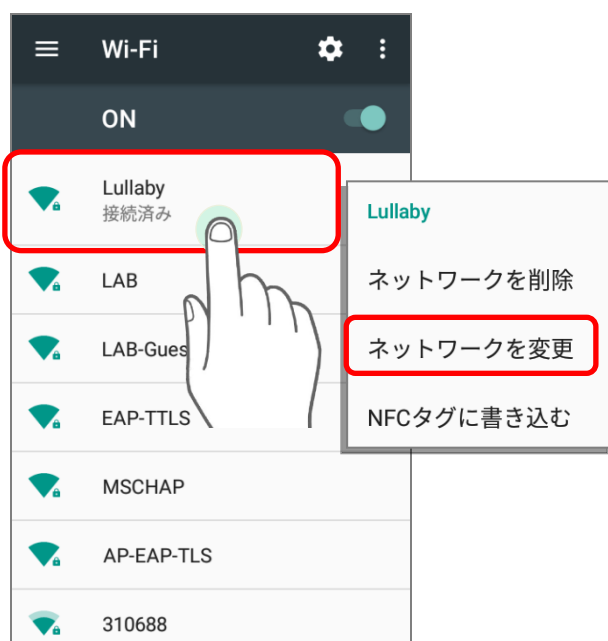 Wi-Fi
ON
Lullaby
接続済み
LAB
LAB-Gues
EAP-TTLS
MSCHAP
AP-EAP-TLS
310688
Lullaby
ネットワークを削除
ネットワークを変更
NFCタグに書き込む